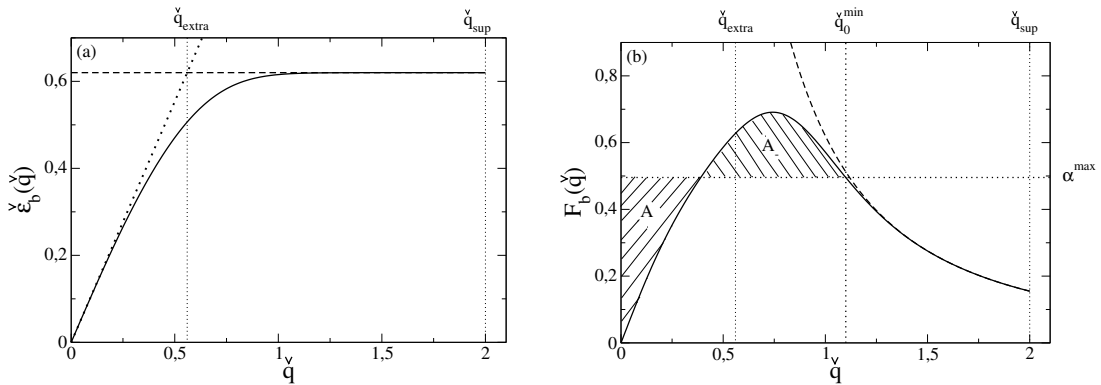 q̌extra q̌sup
(a)
0,6
0,4
0,2
0
ε̌b(q̌)
0 0,5 1 1,5 2
q̌
q̌extra q̌0min q̌sup
(b)
0,8
0,6
0,4
0,2
0
Fb(q̌)
A
A
αmax
0 0,5 1 1,5 2
q̌